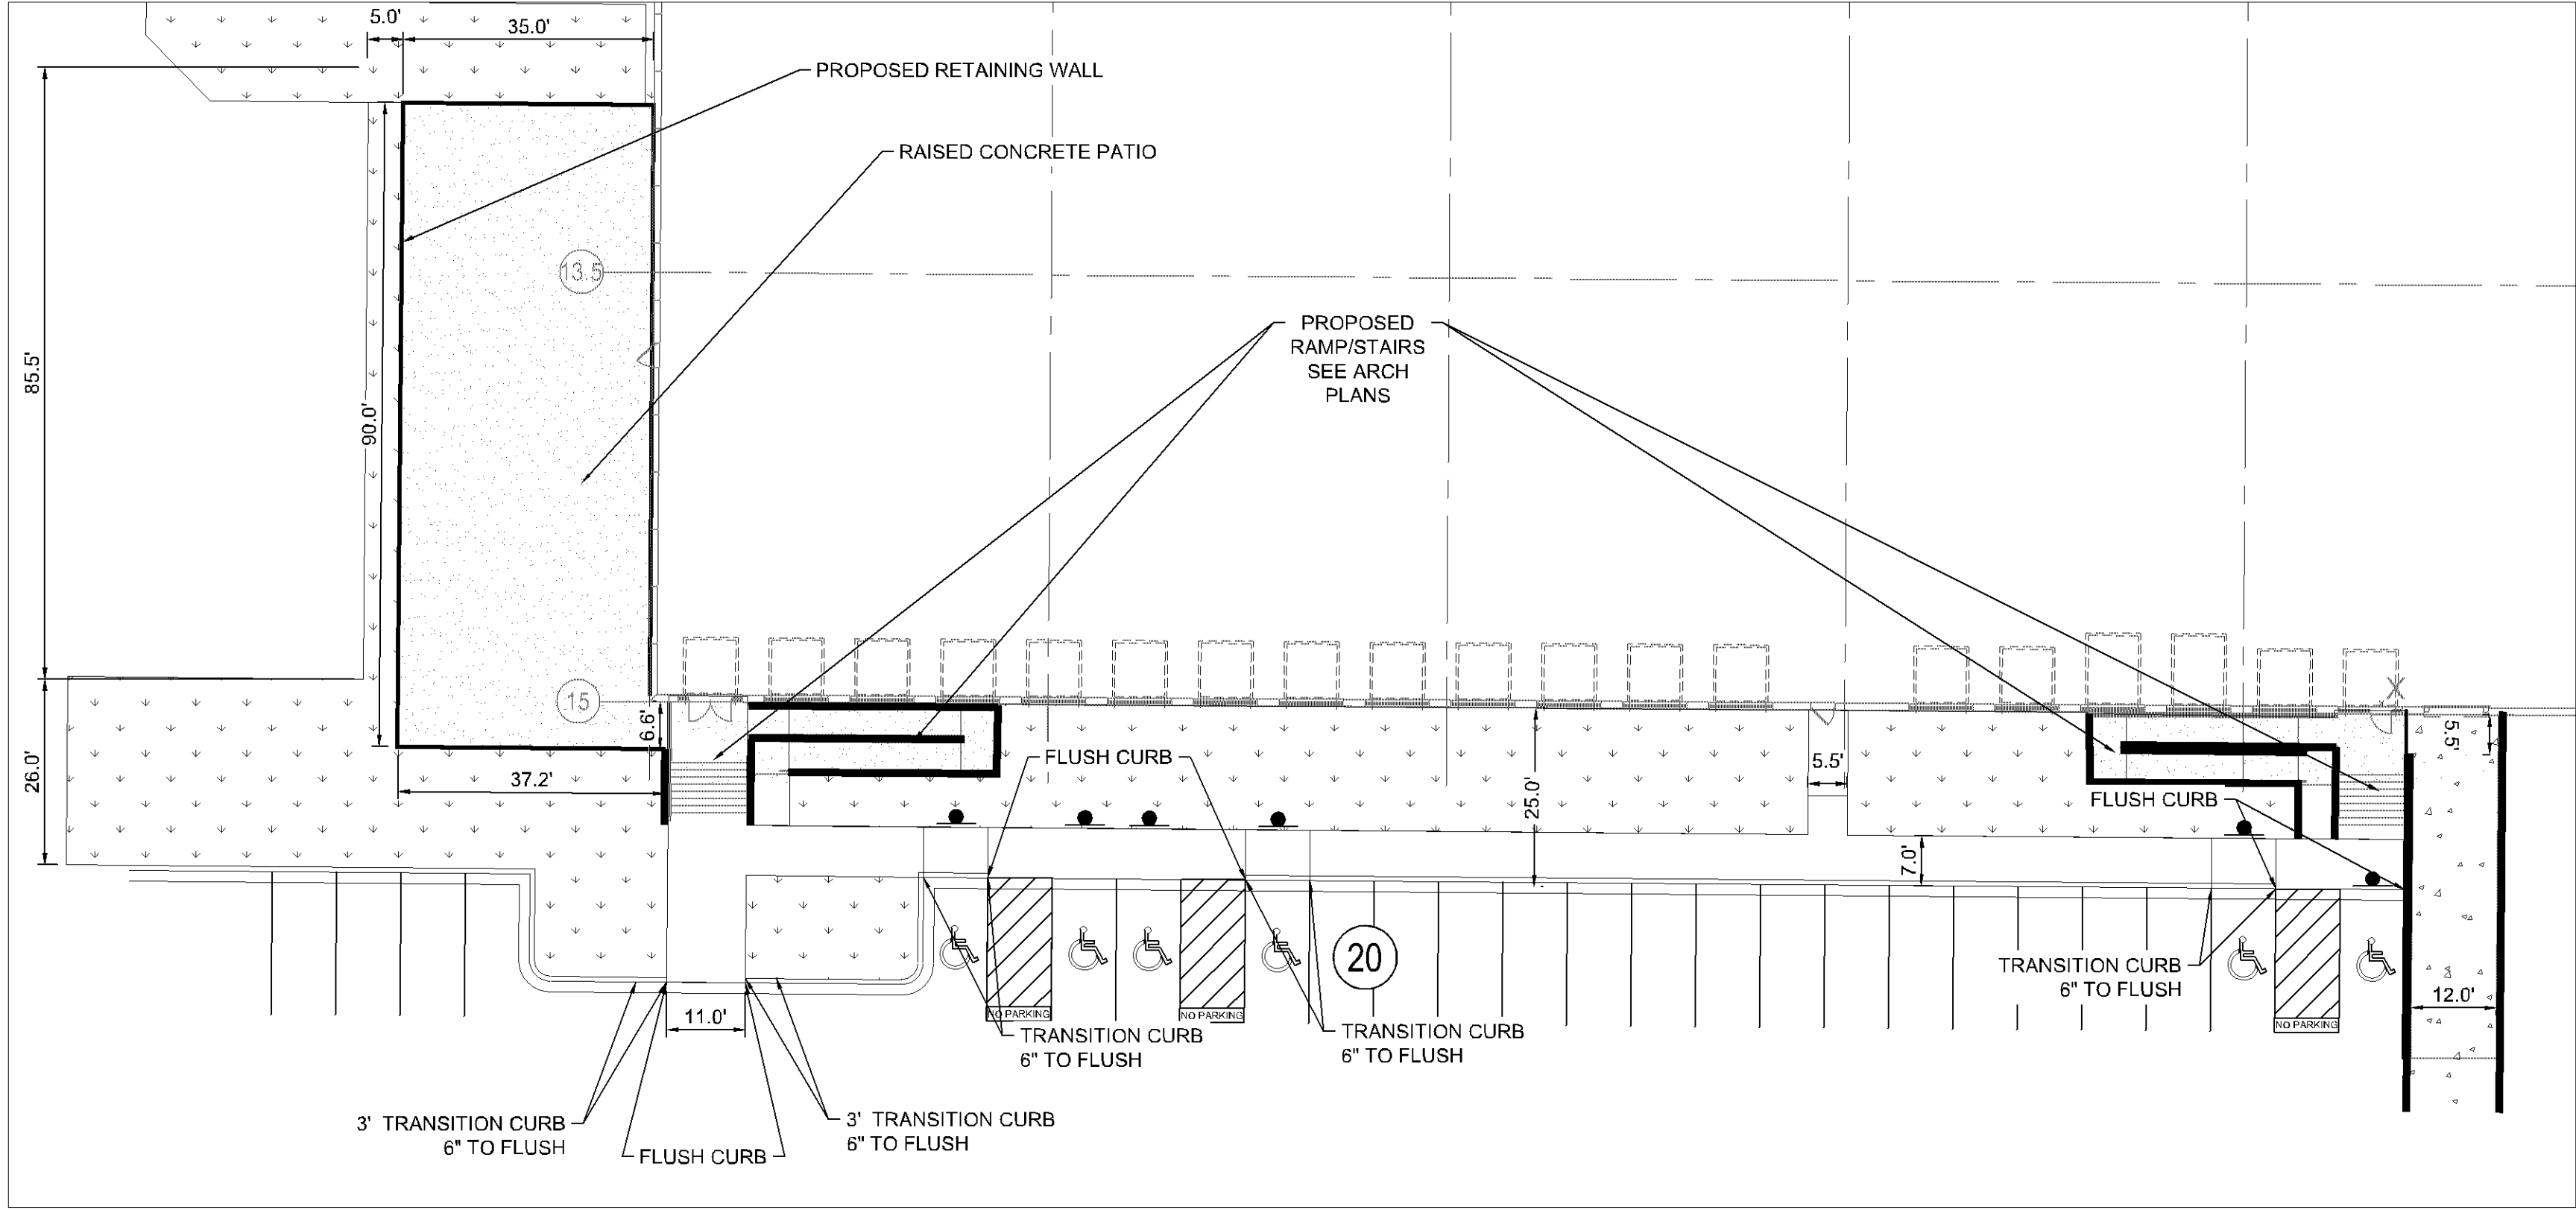 5.0'
35.0'
PROPOSED RETAINING WALL
RAISED CONCRETE PATIO
13.5
PROPOSED
RAMP/STAIRS
SEE ARCH
PLANS
85.5'
90.0'
15
6.6'
5.5'
FLUSH CURB
5.5'
26.0'
37.2'
25.0'
FLUSH CURB
7.0'
20
TRANSITION CURB
6" TO FLUSH
12.0'
NO PARKING
NO PARKING
NO PARKING
11.0'
TRANSITION CURB
6" TO FLUSH
TRANSITION CURB
6" TO FLUSH
3' TRANSITION CURB
6" TO FLUSH
FLUSH CURB
3' TRANSITION CURB
6" TO FLUSH